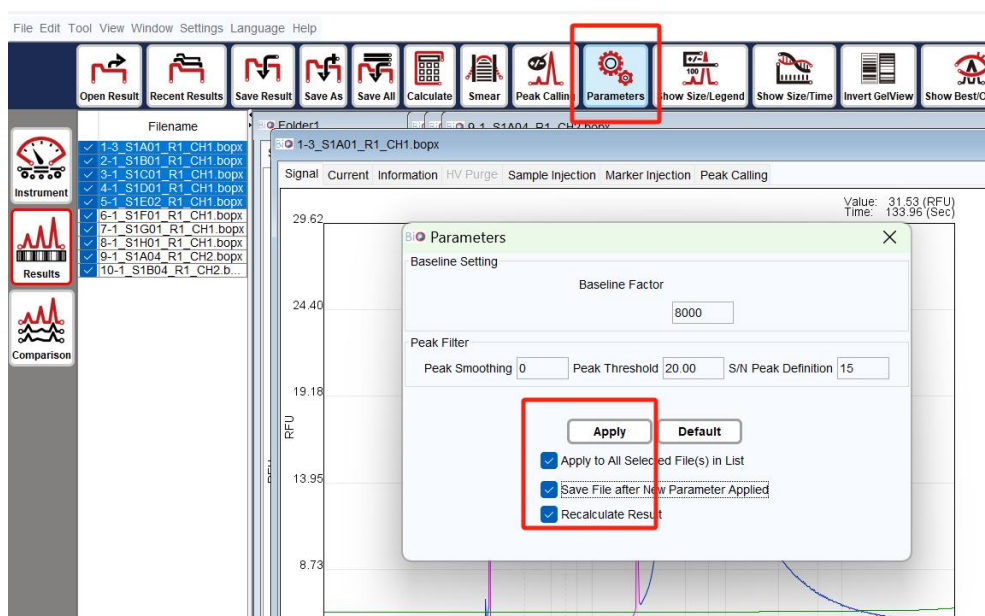 File Edit Tool View Window Settings Language Help
Open Result Recent Results Save Result Save As Save All Calculate Smear Peak Calling Parameters Show Size/Legend Show Size/Time Invert GelView Show Best/O
Filename
Folder1
9-1_S1A04_R1_CH2.bopx
1-3_S1A01_R1_CH1.bopx
Signal Current Information HV Purge Sample Injection Marker Injection Peak Calling
Instrument
Results
Comparison
1-3_S1A01_R1_CH1.bopx
2-1_S1B01_R1_CH1.bopx
3-1_S1C01_R1_CH1.bopx
4-1_S1D01_R1_CH1.bopx
5-1_S1E02_R1_CH1.bopx
6-1_S1F01_R1_CH1.bopx
7-1_S1G01_R1_CH1.bopx
8-1_S1H01_R1_CH1.bopx
9-1_S1A04_R1_CH2.bopx
10-1_S1B04_R1_CH2.b...
Value: 31.53 (RFU)
Time: 133.96 (Sec)
29.62
24.40
19.18
RFU
13.95
8.73
BiO Parameters
Baseline Setting
Baseline Factor
8000
Peak Filter
Peak Smoothing 0 Peak Threshold 20.00 S/N Peak Definition 15
Apply Default
Apply to All Selected File(s) in List
Save File after New Parameter Applied
Recalculate Result